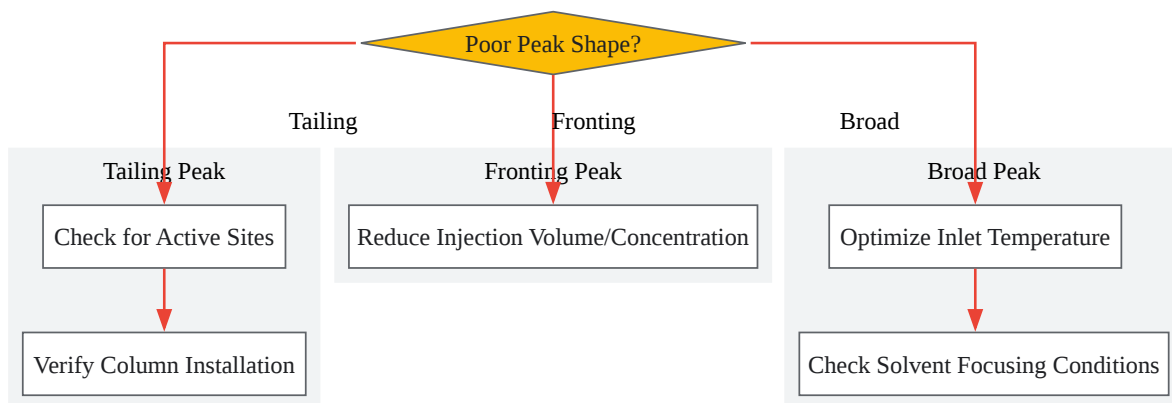 Poor Peak Shape?
Tailing
Fronting
Broad
Tailing Peak
Fronting Peak
Broad Peak
Check for Active Sites
Reduce Injection Volume/Concentration
Optimize Inlet Temperature
Verify Column Installation
Check Solvent Focusing Conditions